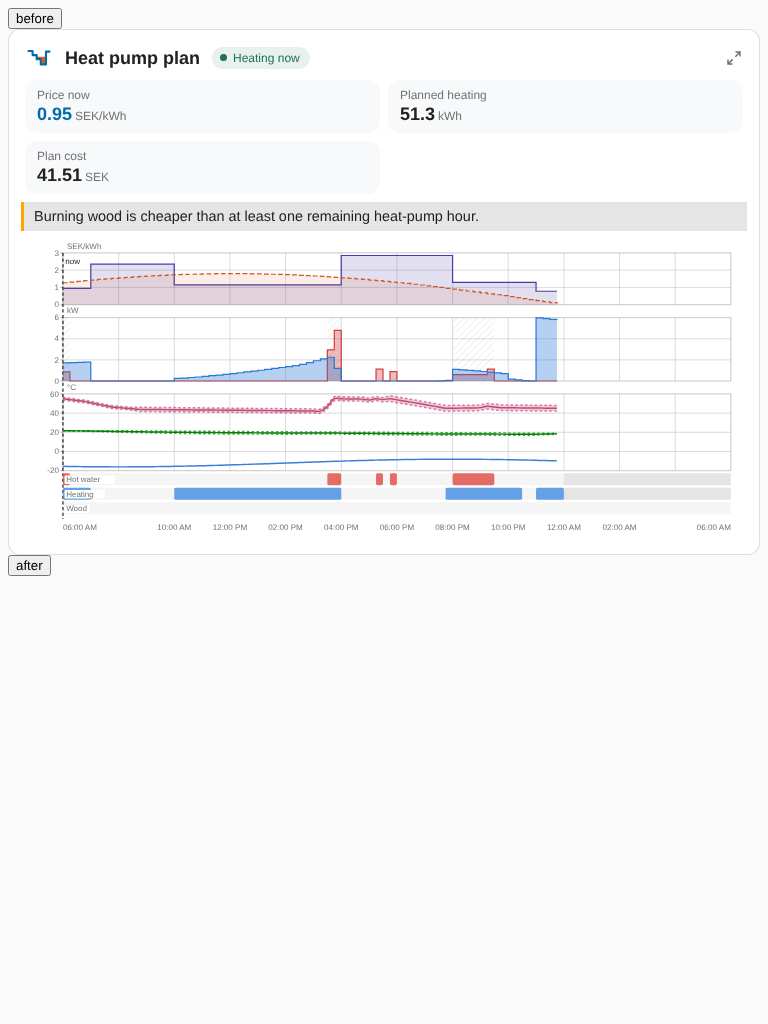 before
Heat pump plan
Heating now
Price now
0.95 SEK/kWh
Planned heating
51.3 kWh
Plan cost
41.51 SEK
Burning wood is cheaper than at least one remaining heat-pump hour.
SEK/kWh
3
now
2
1
0
kW
6
4
2
0
°C
60
40
20
0
-20
Hot water
Heating
Wood
06:00 AM 10:00 AM 12:00 PM 02:00 PM 04:00 PM 06:00 PM 08:00 PM 10:00 PM 12:00 AM 02:00 AM 06:00 AM
after